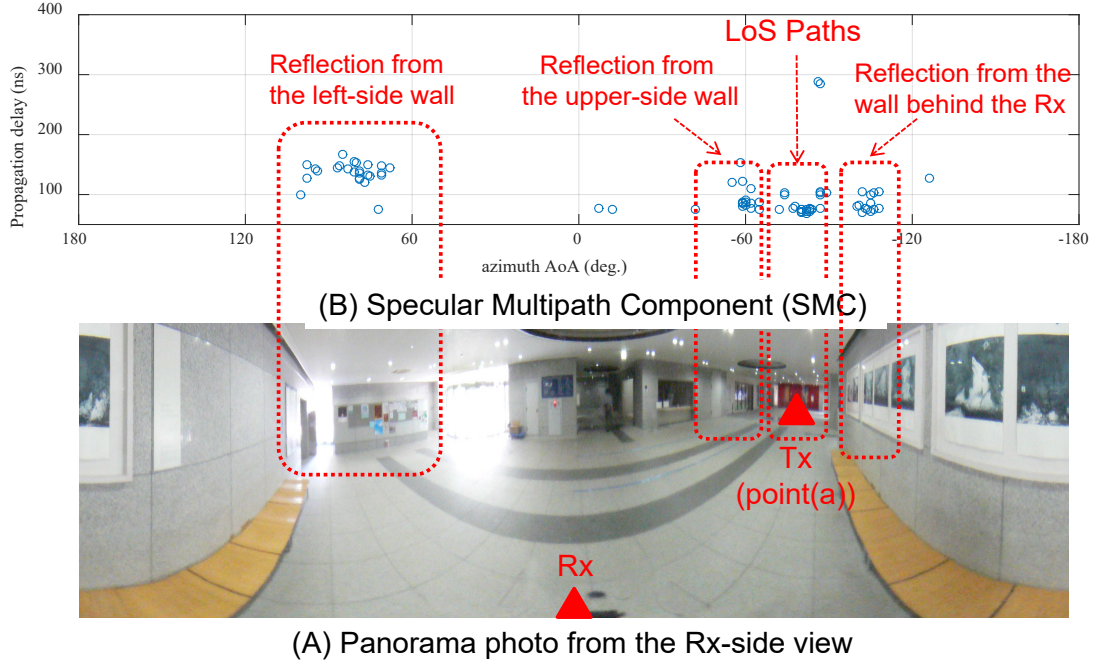 400
300
200
100
Propagation delay (ns)
LoS Paths
Reflection from
the left-side wall
Reflection from
the upper-side wall
Reflection from the
wall behind the Rx
180
120
60
0
-60
-120
-180
azimuth AoA (deg.)
(B) Specular Multipath Component (SMC)
Tx
(point(a))
Rx
(A) Panorama photo from the Rx-side view